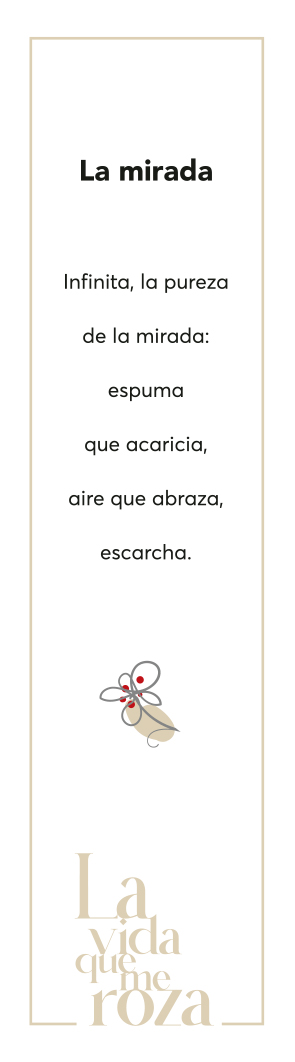 La mirada
Infinita, la pureza
de la mirada:
espuma
que acaricia,
aire que abraza,
escarcha.
La
vida
que
me
roza